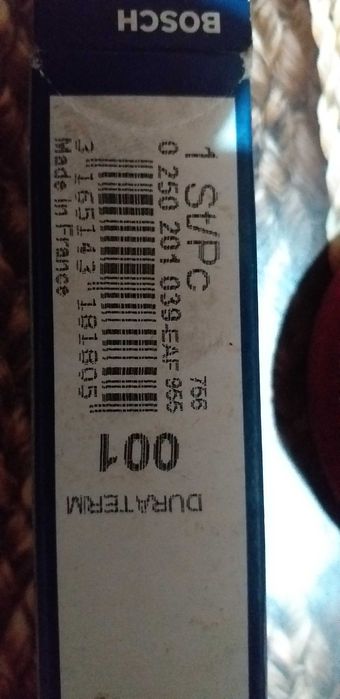 BOSCH
1 St/Pc
0 250 201 039-EAF 955
766
3 165143 181805
Made in France
001
DURATERM